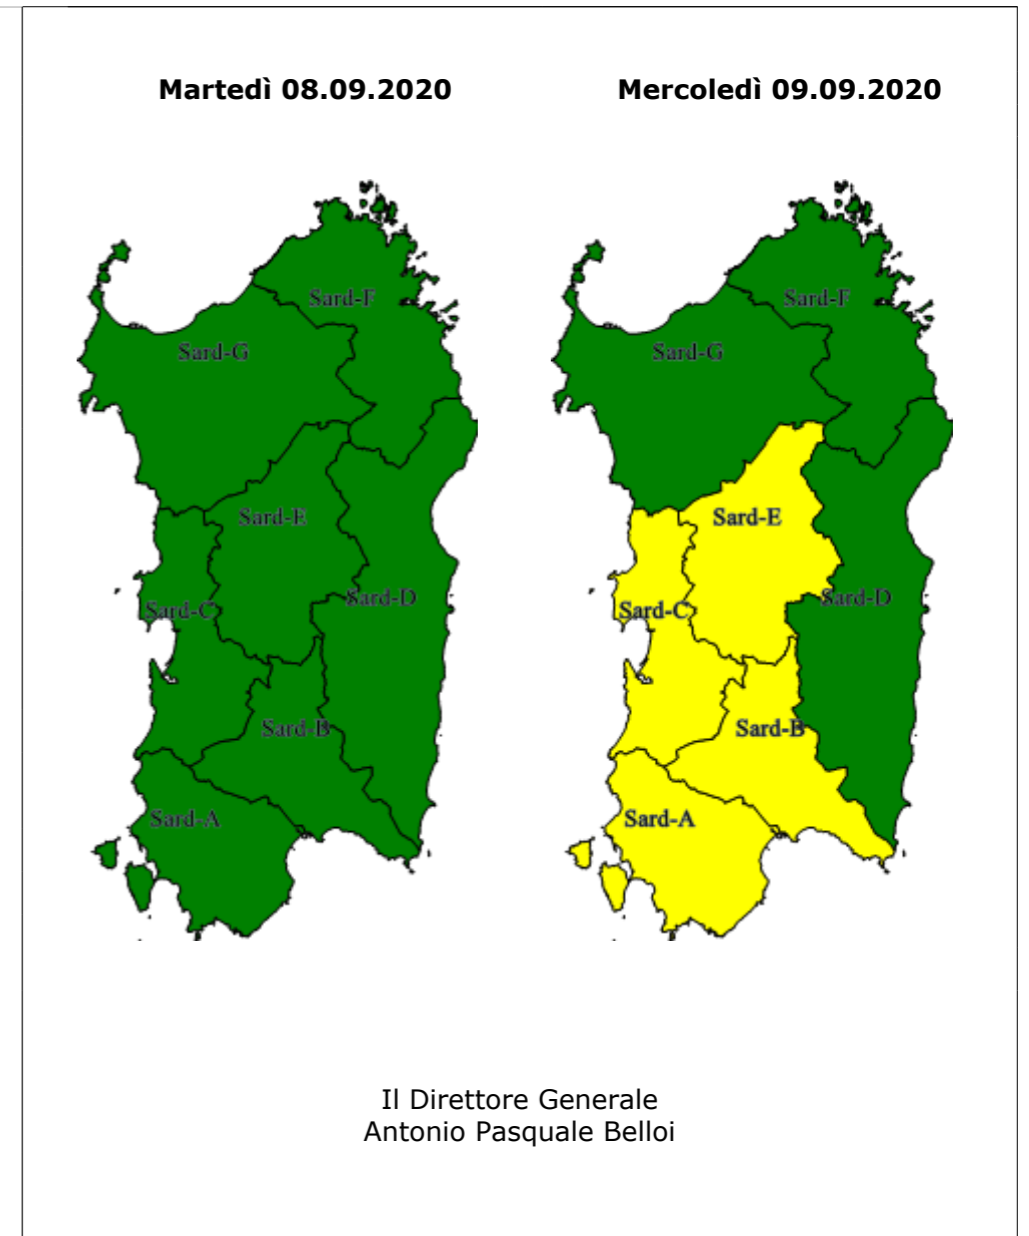 Martedì 08.09.2020
Mercoledì 09.09.2020
Sard-F
Sard-G
Sard-E
Sard-D
Sard-C
Sard-B
Sard-A
Sard-F
Sard-G
Sard-E
Sard-D
Sard-C
Sard-B
Sard-A
Il Direttore Generale
Antonio Pasquale Belloi